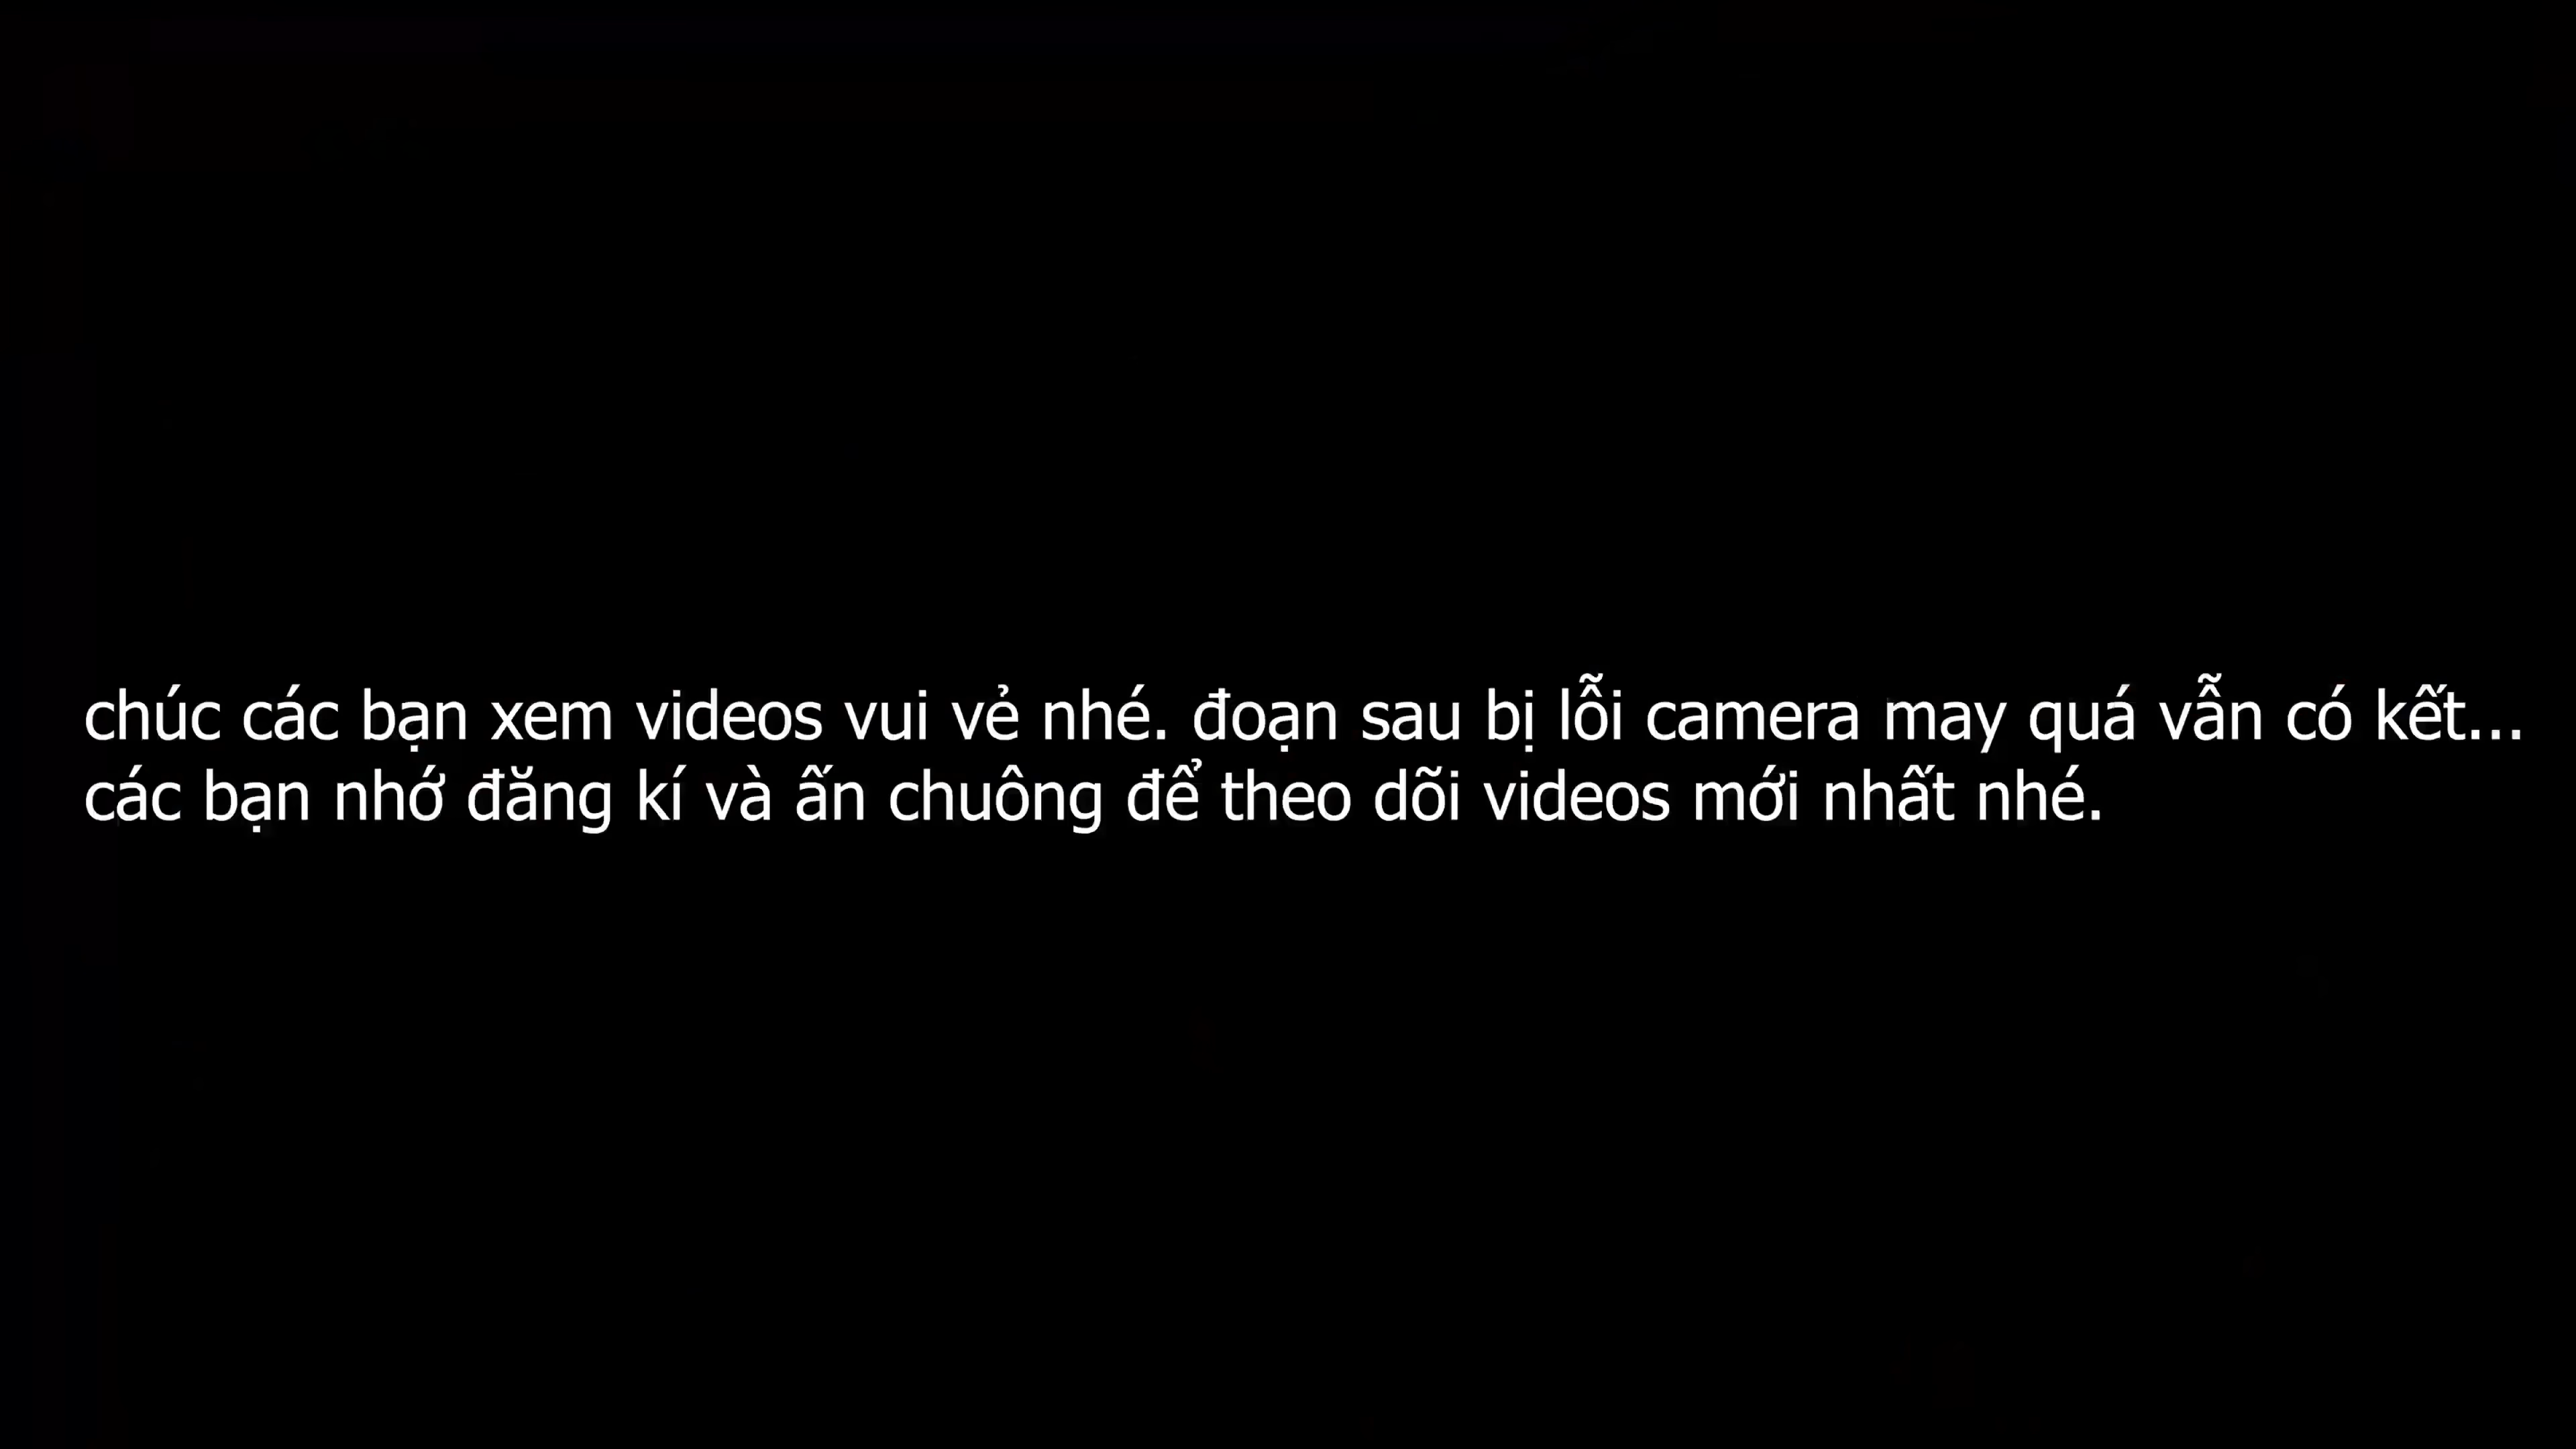 chúc các bạn xem videos vui vẻ nhé. đoạn sau bị lỗi camera may quá vẫn có kết...
các bạn nhớ đăng kí và ấn chuông để theo dõi videos mới nhất nhé.